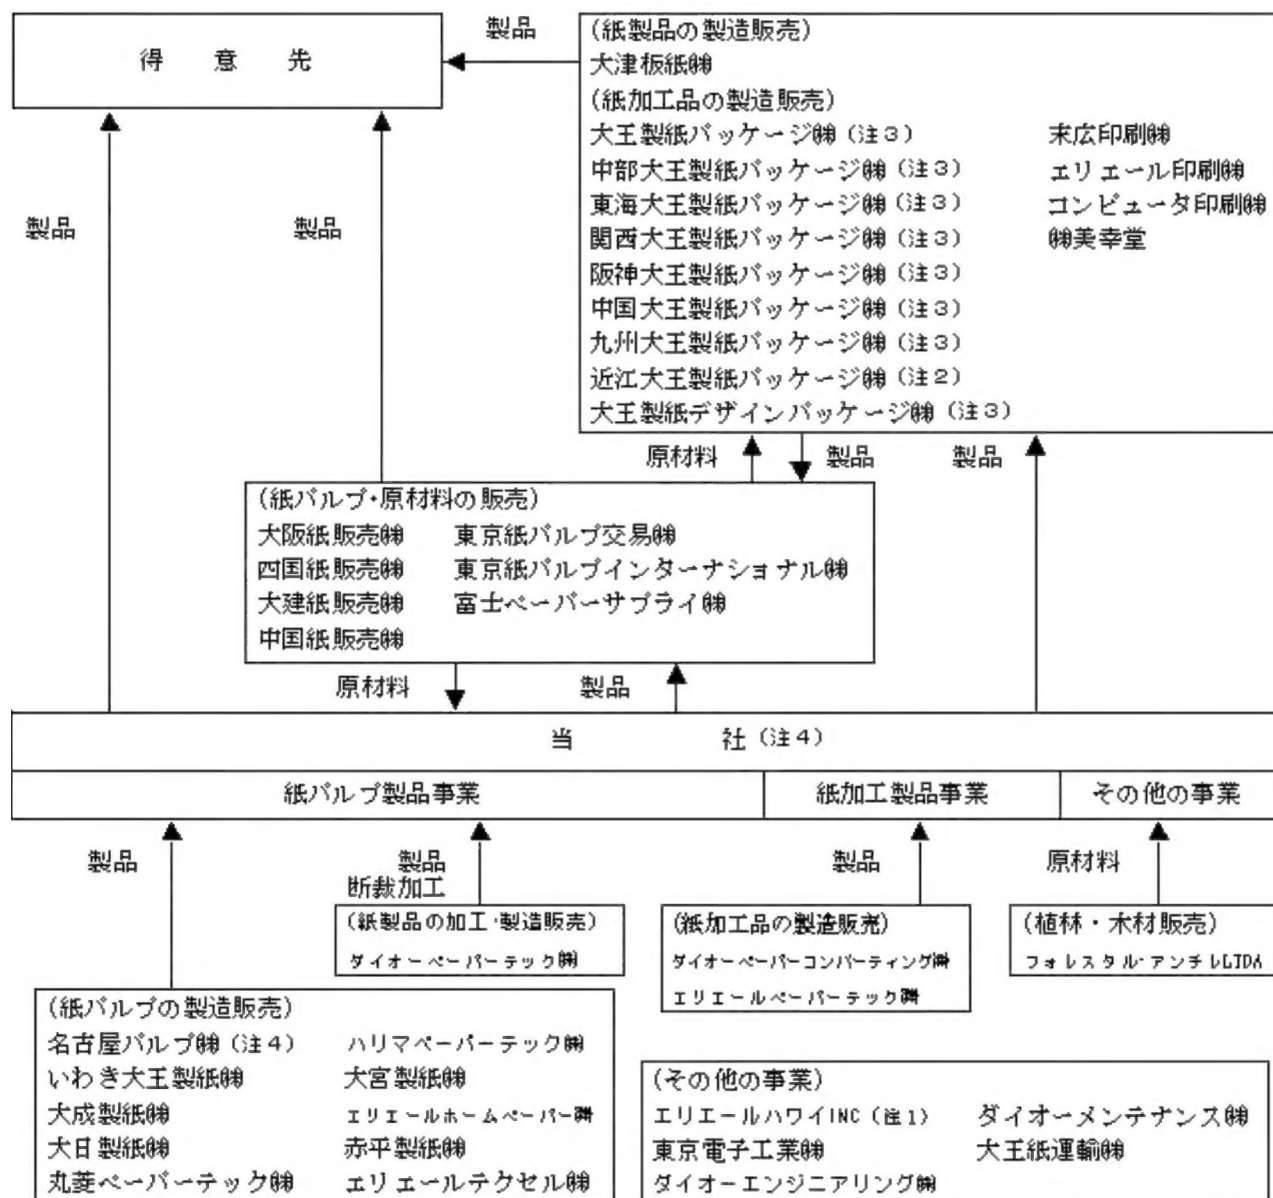 得 意 先
製品
(紙製品の製造販売)
大津板紙㈱
(紙加工品の製造販売)
大王製紙パッケージ㈱(注3) 末広印刷㈱
中部大王製紙パッケージ㈱(注3) エリエール印刷㈱
東海大王製紙パッケージ㈱(注3) コンピュータ印刷㈱
関西大王製紙パッケージ㈱(注3) ㈱美幸堂
阪神大王製紙パッケージ㈱(注3)
中国大王製紙パッケージ㈱(注3)
九州大王製紙パッケージ㈱(注3)
近江大王製紙パッケージ㈱(注2)
大王製紙デザインパッケージ㈱(注3)
製品
製品
原材料
製品
製品
(紙パルプ・原材料の販売)
大阪紙販売㈱ 東京紙パルプ交易㈱
四国紙販売㈱ 東京紙パルプインターナショナル㈱
大建紙販売㈱ 富士ペーパーサプライ㈱
中国紙販売㈱
原材料
製品
当 社(注4)
紙パルプ製品事業
紙加工製品事業
その他の事業
製品
製品
断裁加工
製品
原材料
(紙製品の加工・製造販売)
ダイオーペーパーテック㈱
(紙加工品の製造販売)
ダイオーペーパーコンバーティング㈱
エリエールペーパーテック㈱
(植林・木材販売)
フォレスタル・アンチレLTDA
(紙パルプの製造販売)
名古屋パルプ㈱(注4) ハリマペーパーテック㈱
いわき大王製紙㈱ 大宮製紙㈱
大成製紙㈱ エリエールホームペーパー㈱
大日製紙㈱ 赤平製紙㈱
丸菱ペーパーテック㈱ エリエールテクセル㈱
(その他の事業)
エリエールハワイINC(注1) ダイオーメンテナンス㈱
東京電子工業㈱ 大王紙運輸㈱
ダイオーエンジニアリング㈱